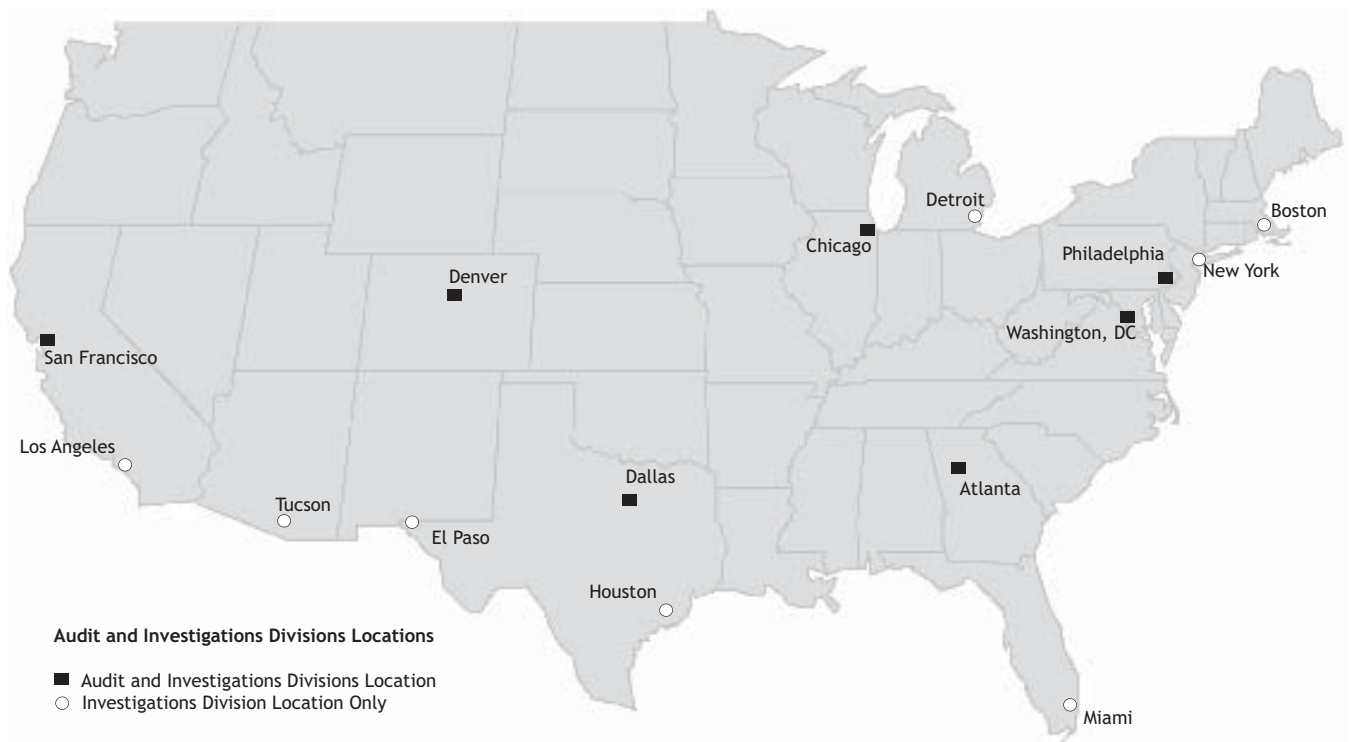 Detroit
Boston
Chicago
Philadelphia
New York
Denver
Washington, DC
San Francisco
Los Angeles
Dallas
Atlanta
Tucson
El Paso
Houston
Audit and Investigations Divisions Locations
Audit and Investigations Divisions Location
Investigations Division Location Only
Miami